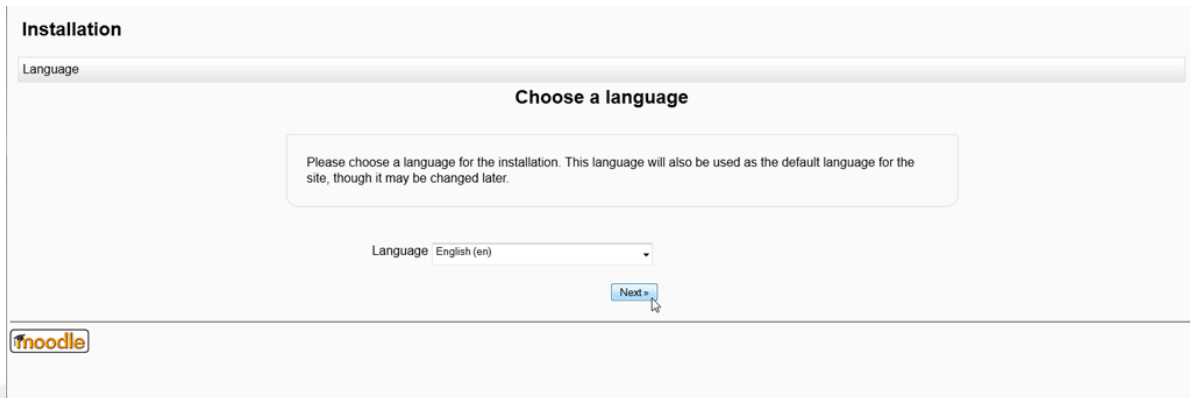 Installation
Language
Choose a language
Please choose a language for the installation. This language will also be used as the default language for the
site, though it may be changed later.
Language English (en)
Next »
moodle